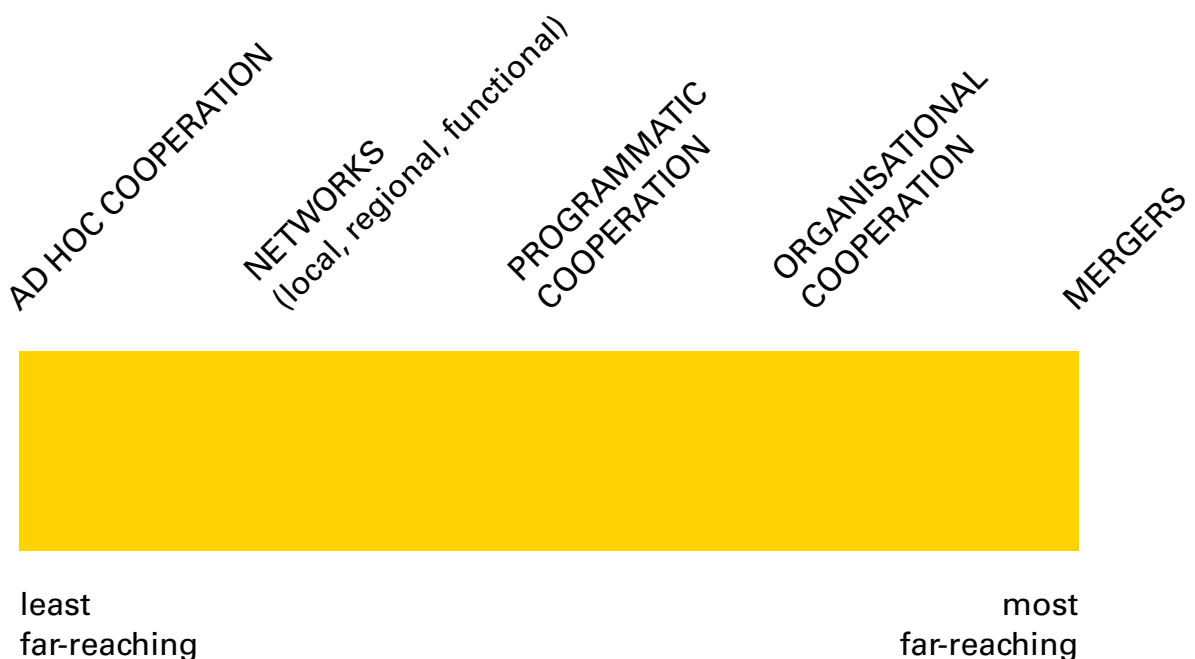 AD HOC COOPERATION
NETWORKS
(local, regional, functional)
PROGRAMMATIC
COOPERATION
ORGANISATIONAL
COOPERATION
MERGERS
least
far-reaching
most
far-reaching